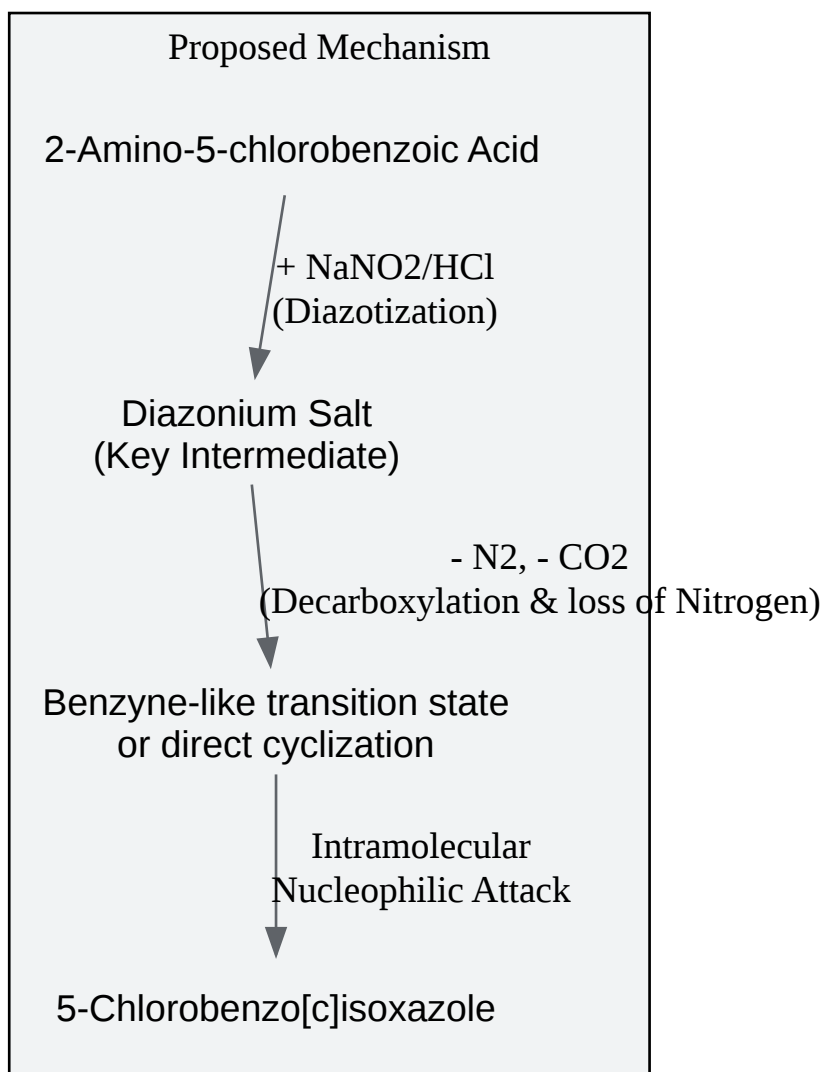 Proposed Mechanism
2-Amino-5-chlorobenzoic Acid
+ NaNO2/HCl
(Diazotization)
Diazonium Salt
(Key Intermediate)
- N2, - CO2
(Decarboxylation & loss of Nitrogen)
Benzyne-like transition state
or direct cyclization
Intramolecular
Nucleophilic Attack
5-Chlorobenzo[c]isoxazole